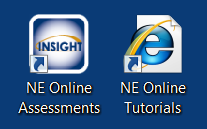 INSIGHT
NE Online Assessments
NE Online Tutorials